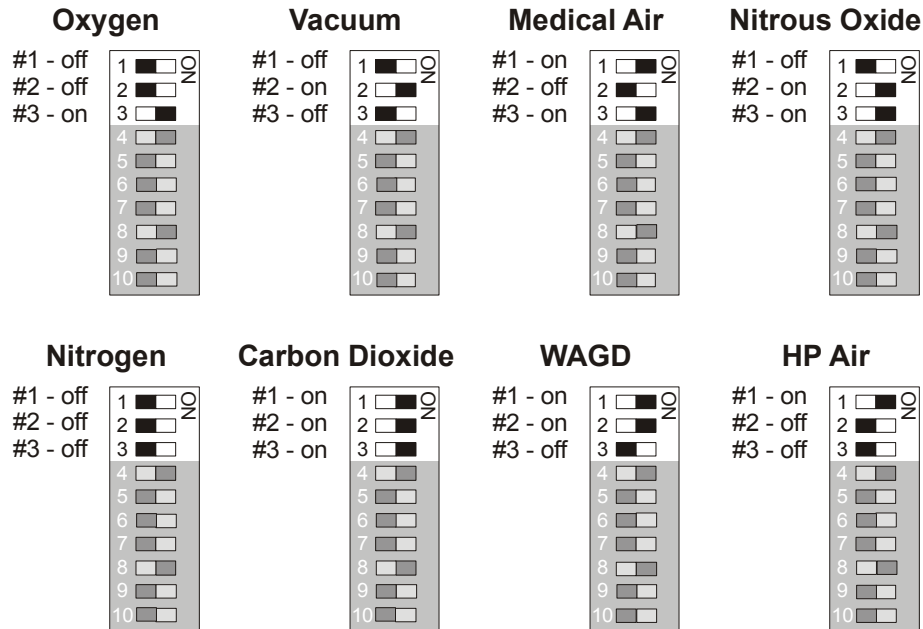 Oxygen
#1 - off
#2 - off
#3 - on
1
2
3
4
5
6
7
8
9
10
ON
Vacuum
#1 - off
#2 - on
#3 - off
1
2
3
4
5
6
7
8
9
10
ON
Medical Air
#1 - on
#2 - off
#3 - on
1
2
3
4
5
6
7
8
9
10
ON
Nitrous Oxide
#1 - off
#2 - on
#3 - on
1
2
3
4
5
6
7
8
9
10
ON
Nitrogen
#1 - off
#2 - off
#3 - off
1
2
3
4
5
6
7
8
9
10
ON
Carbon Dioxide
#1 - on
#2 - on
#3 - on
1
2
3
4
5
6
7
8
9
10
ON
WAGD
#1 - on
#2 - on
#3 - off
1
2
3
4
5
6
7
8
9
10
ON
HP Air
#1 - on
#2 - off
#3 - off
1
2
3
4
5
6
7
8
9
10
ON